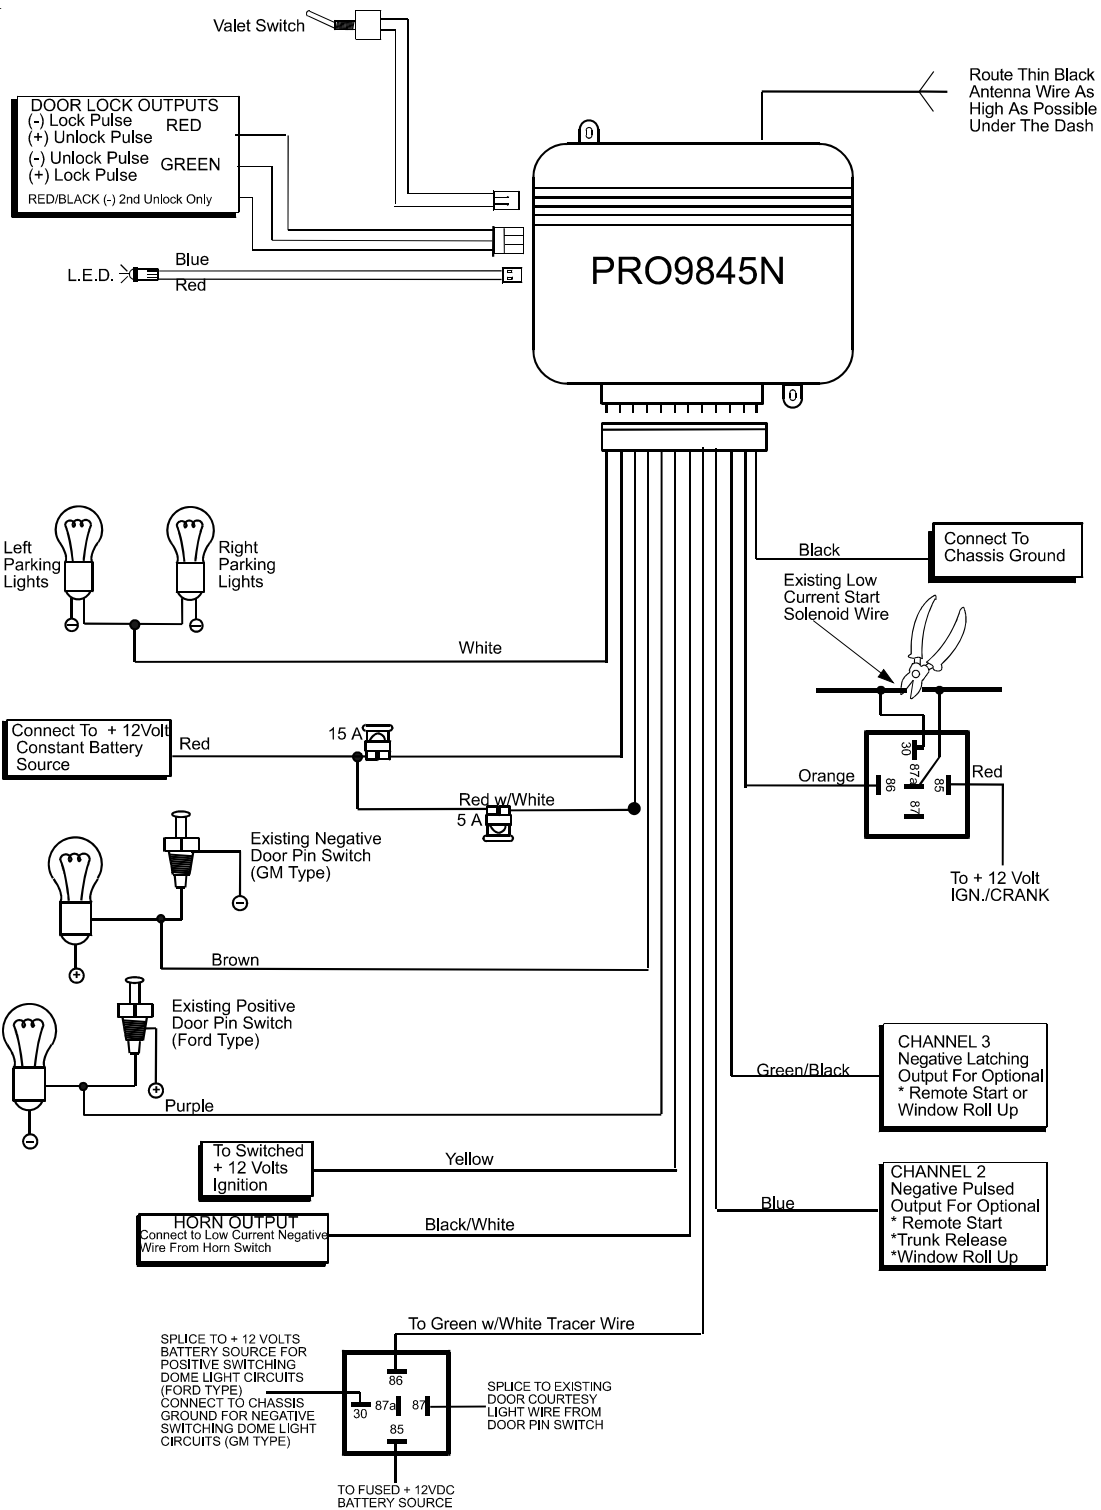 Valet Switch
Route Thin Black
Antenna Wire As
High As Possible
Under The Dash
DOOR LOCK OUTPUTS
(-) Lock Pulse
(+) Unlock Pulse
RED
(-) Unlock Pulse
(+) Lock Pulse
GREEN
RED/BLACK (-) 2nd Unlock Only
L.E.D.
Blue
Red
PRO9845N
0
0
Left
Parking
Lights
Right
Parking
Lights
White
Black
Connect To
Chassis Ground
Existing Low
Current Start
Solenoid Wire
Connect To + 12Volt
Constant Battery
Source
Red
15 A
Red w/White
5 A
Orange
86
30
87a
87
85
Red
To + 12 Volt
IGN./CRANK
Existing Negative
Door Pin Switch
(GM Type)
Brown
Existing Positive
Door Pin Switch
(Ford Type)
Purple
Green/Black
CHANNEL 3
Negative Latching
Output For Optional
* Remote Start or
Window Roll Up
To Switched
+ 12 Volts
Ignition
Yellow
Blue
CHANNEL 2
Negative Pulsed
Output For Optional
* Remote Start
*Trunk Release
*Window Roll Up
HORN OUTPUT
Connect to Low Current Negative
Wire From Horn Switch
Black/White
To Green w/White Tracer Wire
SPLICE TO + 12 VOLTS
BATTERY SOURCE FOR
POSITIVE SWITCHING
DOME LIGHT CIRCUITS
(FORD TYPE)
CONNECT TO CHASSIS
GROUND FOR NEGATIVE
SWITCHING DOME LIGHT
CIRCUITS (GM TYPE)
86
30
87a
87
85
SPLICE TO EXISTING
DOOR COURTESY
LIGHT WIRE FROM
DOOR PIN SWITCH
TO FUSED + 12VDC
BATTERY SOURCE